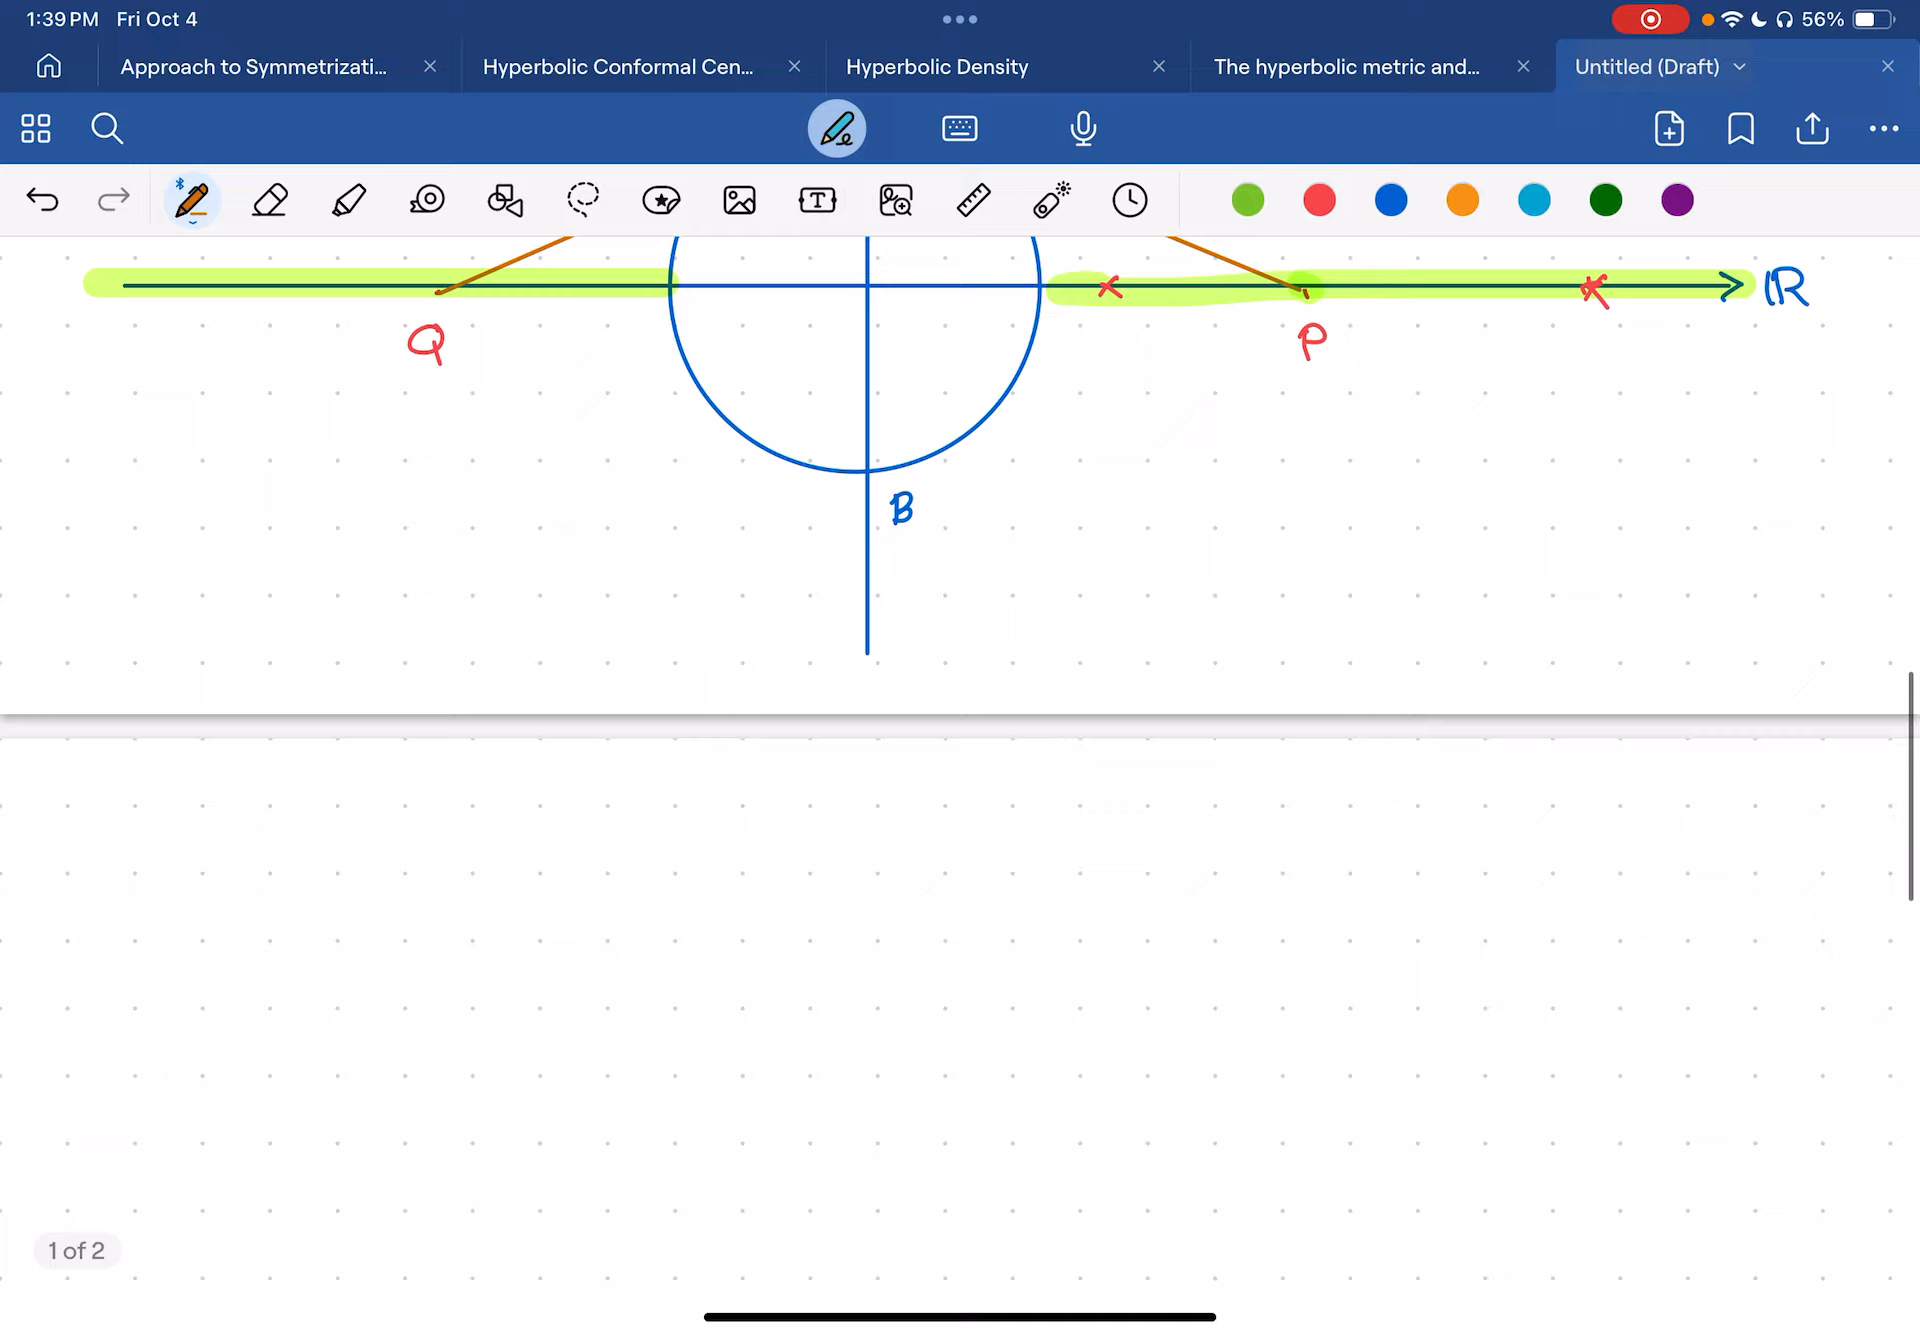 1:39 PM Fri Oct 4 56%
Approach to Symmetrizati... Hyperbolic Conformal Cen... Hyperbolic Density The hyperbolic metric and... Untitled (Draft)
T
ℝ
Q P
B
1 of 2